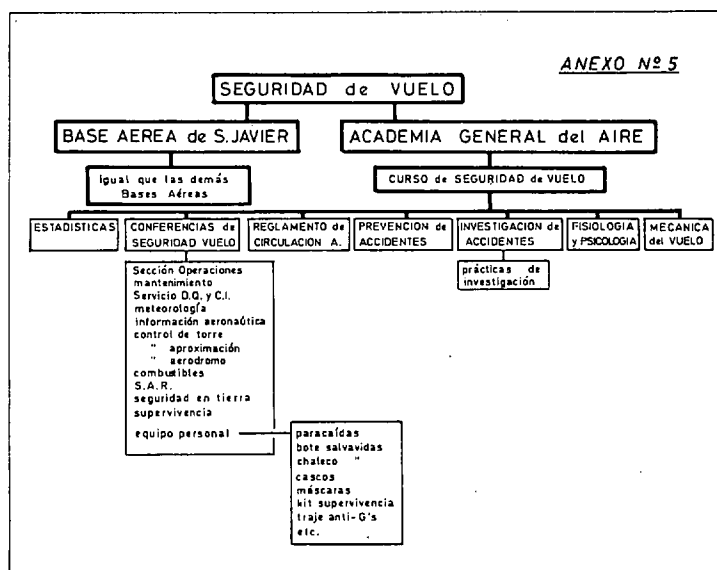 ANEXO Nº 5
SEGURIDAD de VUELO
BASE AEREA de S. JAVIER
ACADEMIA GENERAL del AIRE
igual que las demás
Bases Aéreas
CURSO de SEGURIDAD de VUELO
ESTADISTICAS
CONFERENCIAS de
SEGURIDAD VUELO
REGLAMENTO de
CIRCULACION A.
PREVENCION de
ACCIDENTES
INVESTIGACION de
ACCIDENTES
FISIOLOGIA
y PSICOLOGIA
MECANICA
del VUELO
Sección Operaciones
mantenimiento
Servicio D.Q. y C.I.
meteorología
información aeronaútica
control de torre
" aproximación
" aerodromo
combustibles
S.A.R.
seguridad en tierra
supervivencia
equipo personal
prácticas de
investigación
paracaídas
bote salvavidas
chaleco "
cascos
máscaras
kit supervivencia
traje anti-G's
etc.